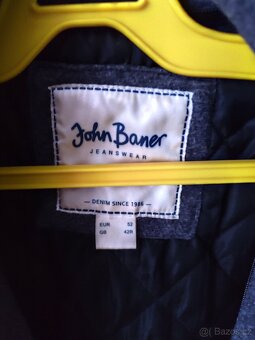 John Baner
JEANSWEAR
— DENIM SINCE 1986 —
EUR 52
GB 42R
© Bazos.cz